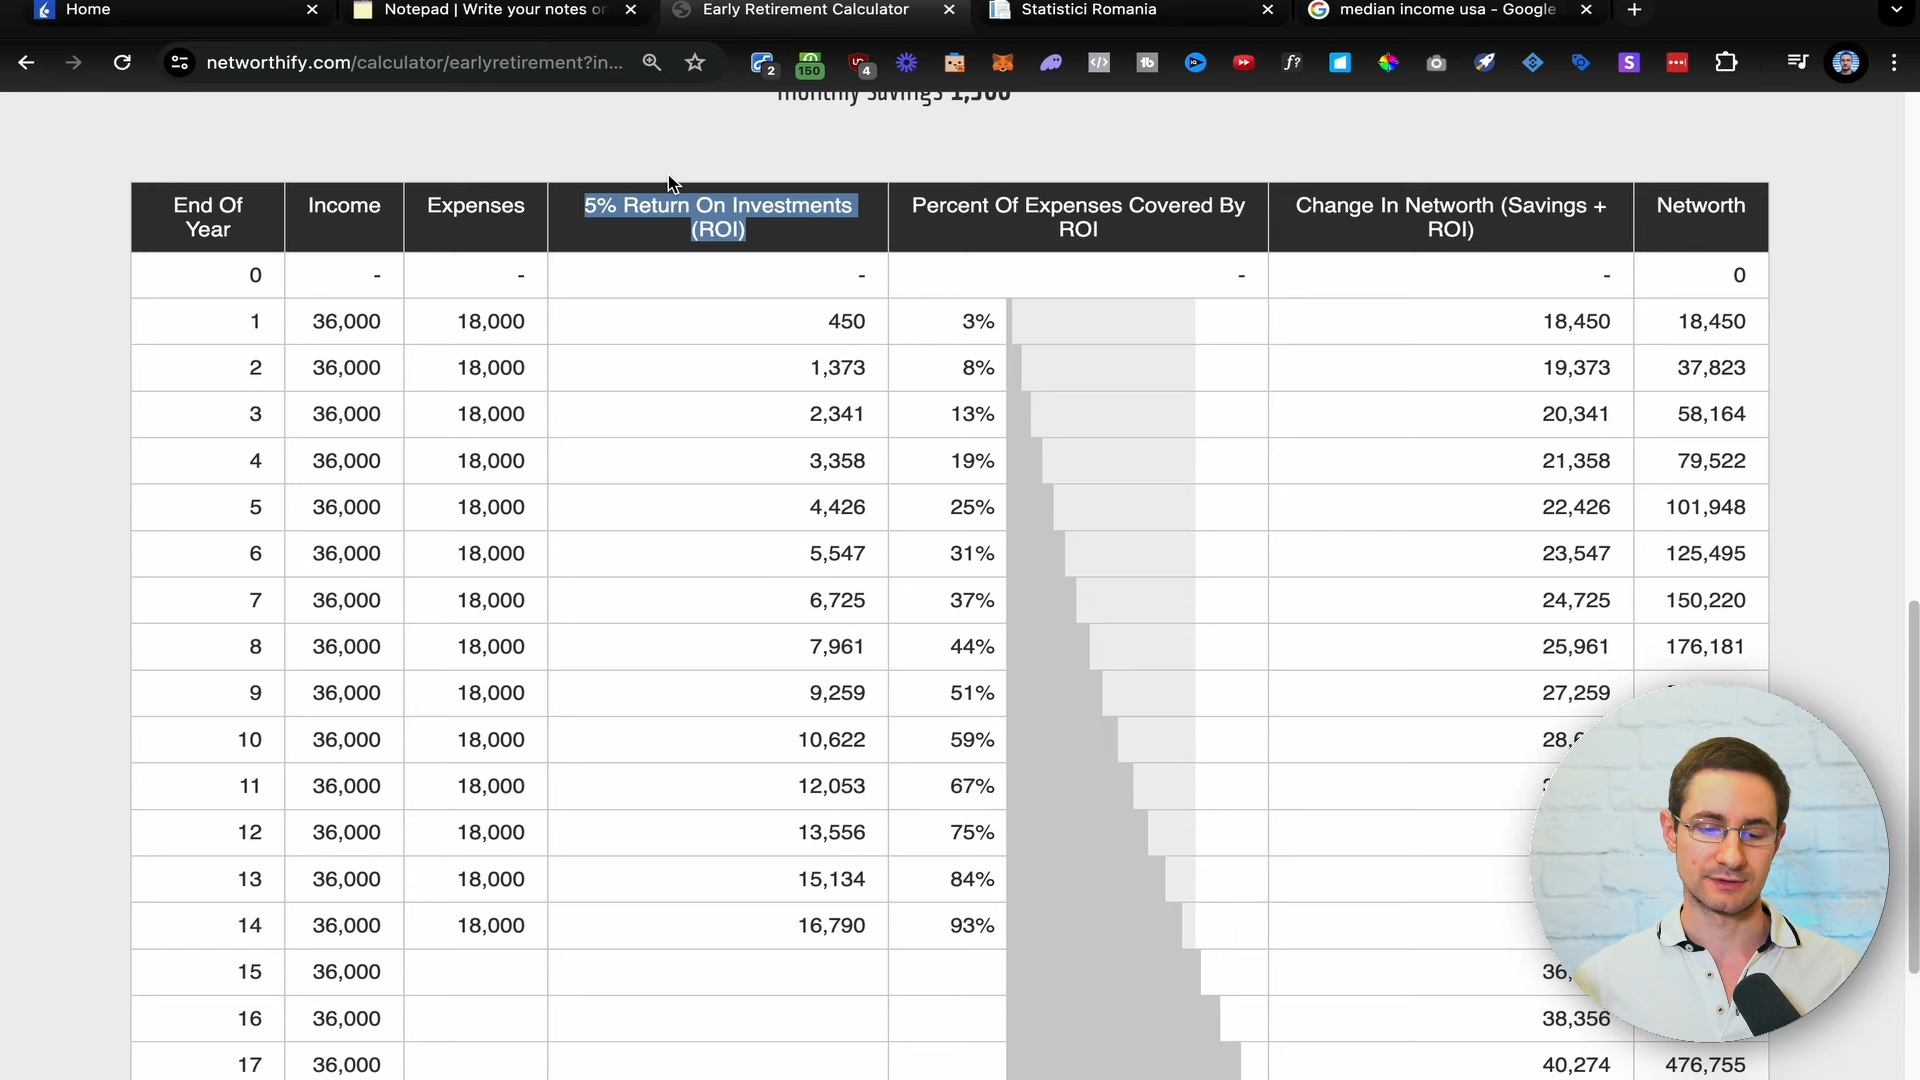 Home
Notepad | Write your notes or
Early Retirement Calculator
Statistici Romania
median income usa - Google
networthify.com/calculator/earlyretirement?in...
2
150
4
f?
tb
S
monthly savings 1,500
End Of Year
Income
Expenses
5% Return On Investments (ROI)
Percent Of Expenses Covered By ROI
Change In Networth (Savings + ROI)
Networth
0 - - - - - 0
1 36,000 18,000 450 3% 18,450 18,450
2 36,000 18,000 1,373 8% 19,373 37,823
3 36,000 18,000 2,341 13% 20,341 58,164
4 36,000 18,000 3,358 19% 21,358 79,522
5 36,000 18,000 4,426 25% 22,426 101,948
6 36,000 18,000 5,547 31% 23,547 125,495
7 36,000 18,000 6,725 37% 24,725 150,220
8 36,000 18,000 7,961 44% 25,961 176,181
9 36,000 18,000 9,259 51% 27,259
10 36,000 18,000 10,622 59%
11 36,000 18,000 12,053 67%
12 36,000 18,000 13,556 75%
13 36,000 18,000 15,134 84%
14 36,000 18,000 16,790 93%
15 36,000
16 36,000 38,356
17 36,000 40,274 476,755